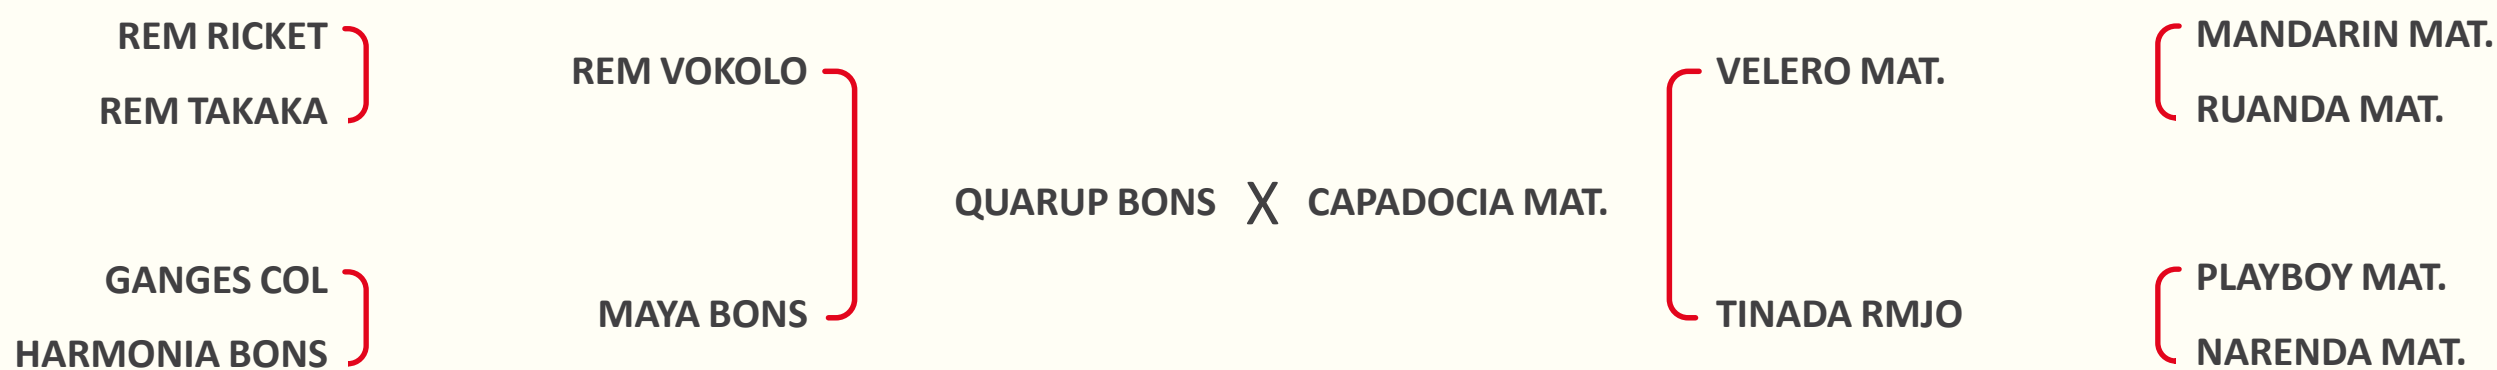 REM RICKET
REM TAKAKA
GANGES COL
HARMONIA BONS
REM VOKOLO
MAYA BONS
QUARUP BONS X CAPADOCIA MAT.
VELERO MAT.
TINADA RMJO
MANDARIN MAT.
RUANDA MAT.
PLAYBOY MAT.
NARENDA MAT.